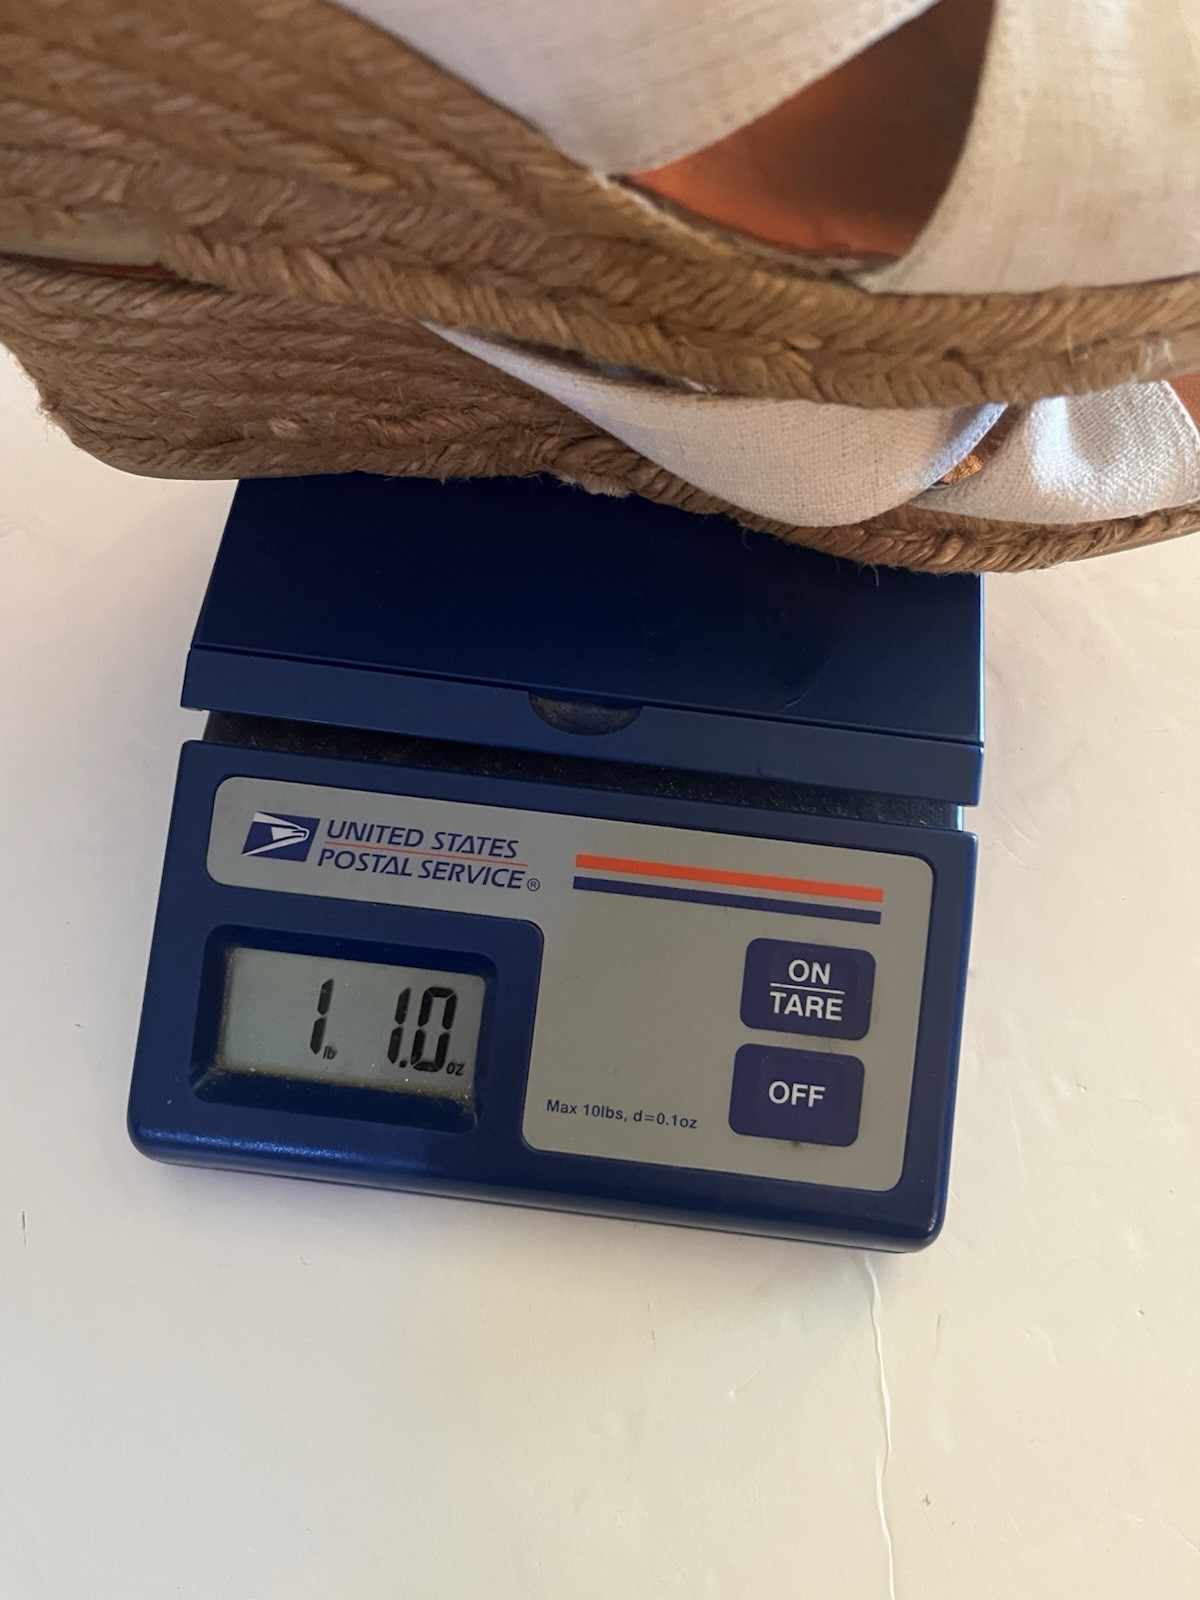 UNITED STATES
POSTAL SERVICE®
ON
TARE
1 lb 1.0 oz
OFF
Max 10lbs, d=0.1oz